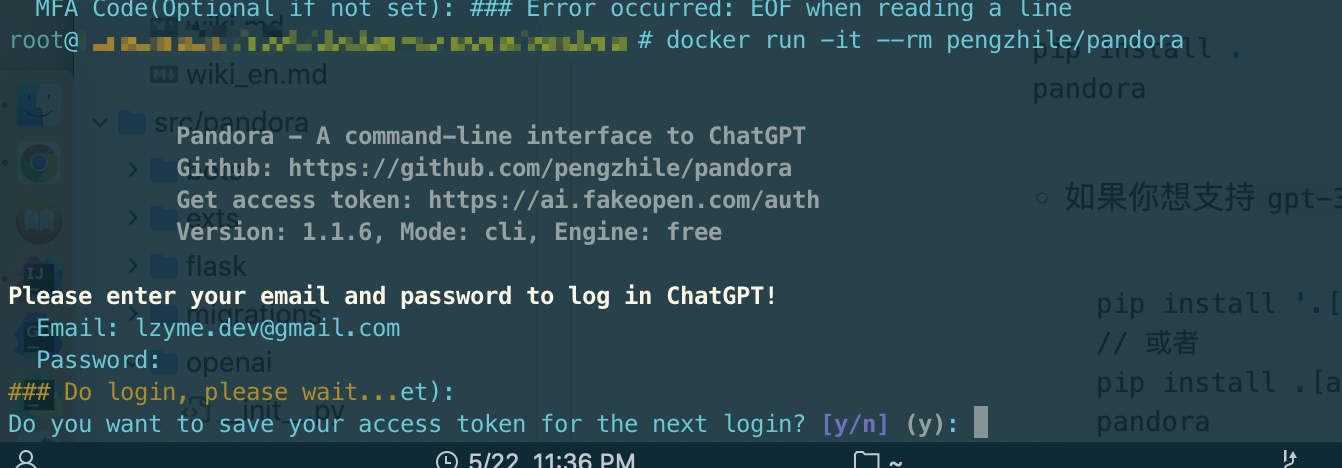 MFA Code(Optional if not set): ### Error occurred: EOF when reading a line
root@ # docker run -it --rm pengzhile/pandora
pip install .
wiki_en.md
pandora
src/pandora
Pandora - A command-line interface to ChatGPT
Github: https://github.com/pengzhile/pandora
Get access token: https://ai.fakeopen.com/auth
如果你想支持 gpt-3
exts
Version: 1.1.6, Mode: cli, Engine: free
flask
Please enter your email and password to log in ChatGPT!
migrations
pip install '.[
Email: lzyme.dev@gmail.com
// 或者
Password:
openai
pip install .[a
### Do login, please wait...et):
__init__.py
Do you want to save your access token for the next login? [y/n] (y):
pandora
5/22 11:36 PM
~